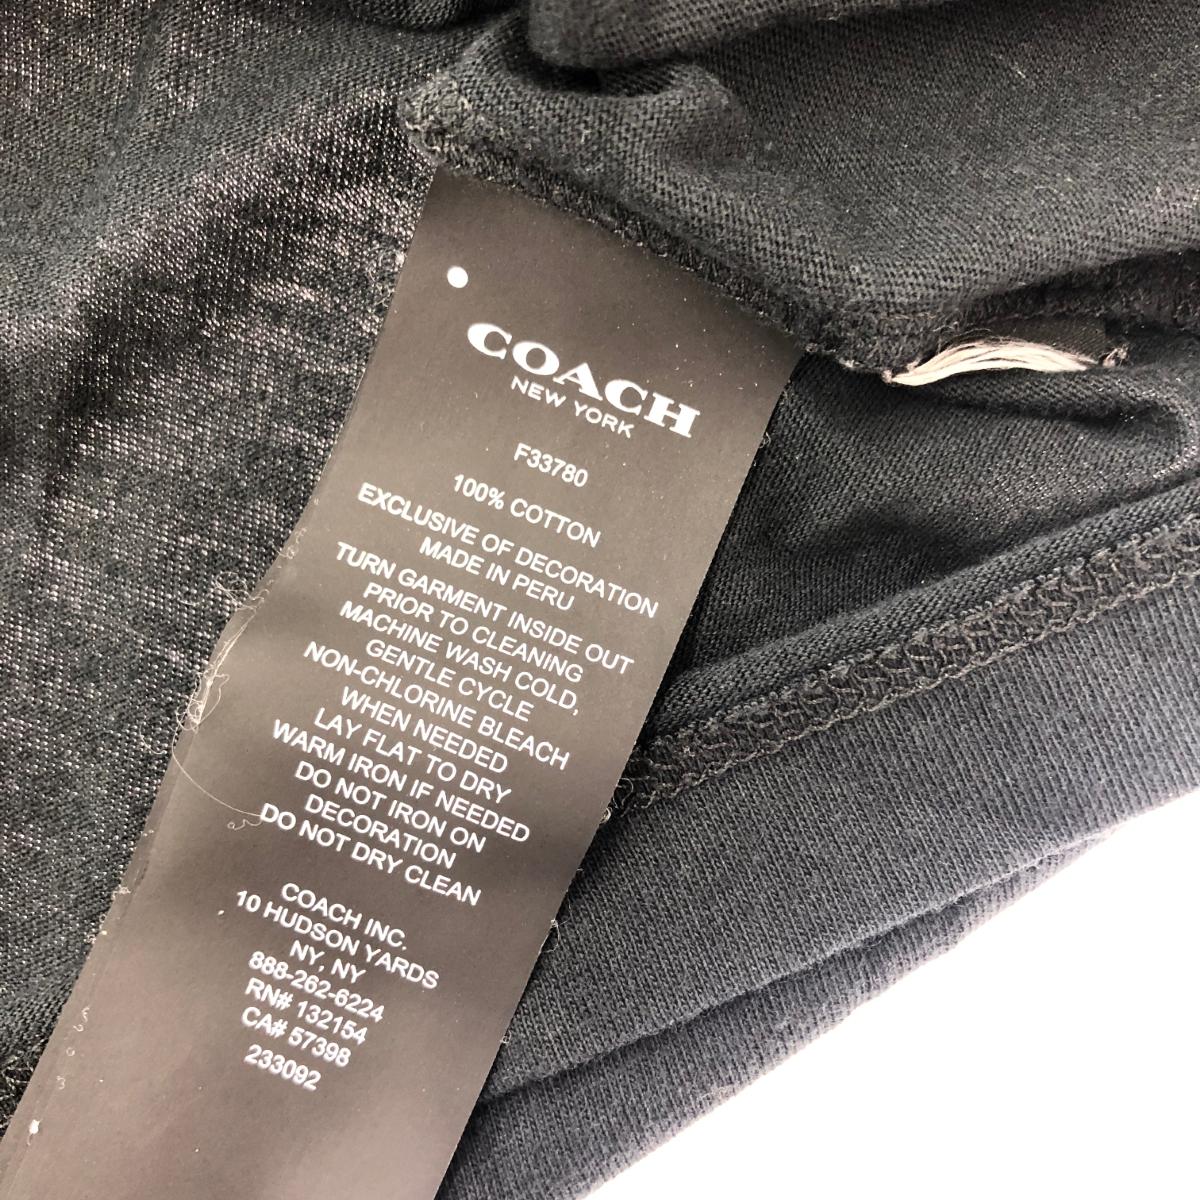 COACH
NEW YORK
F33780
100% COTTON
EXCLUSIVE OF DECORATION
MADE IN PERU
TURN GARMENT INSIDE OUT
PRIOR TO CLEANING
MACHINE WASH COLD,
GENTLE CYCLE
NON-CHLORINE BLEACH
WHEN NEEDED
LAY FLAT TO DRY
WARM IRON IF NEEDED
DO NOT IRON ON
DECORATION
DO NOT DRY CLEAN
COACH INC.
10 HUDSON YARDS
NY, NY
888-262-6224
RN# 132154
CA# 57398
233092